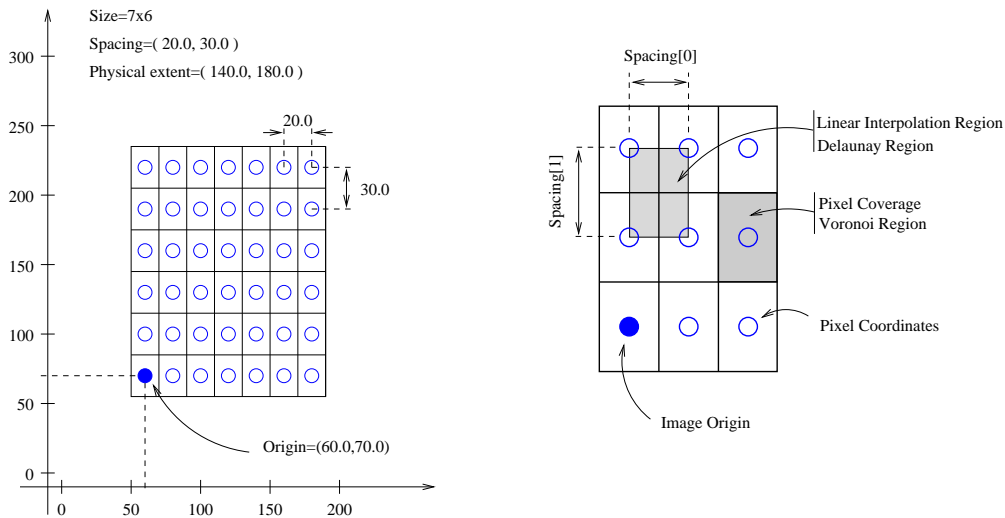 Size=7x6
Spacing=( 20.0, 30.0 )
Physical extent=( 140.0, 180.0 )
300
250
200
150
100
50
0
0
50
100
150
200
20.0
30.0
Origin=(60.0,70.0)
Spacing[0]
Spacing[1]
Linear Interpolation Region
Delaunay Region
Pixel Coverage
Voronoi Region
Pixel Coordinates
Image Origin